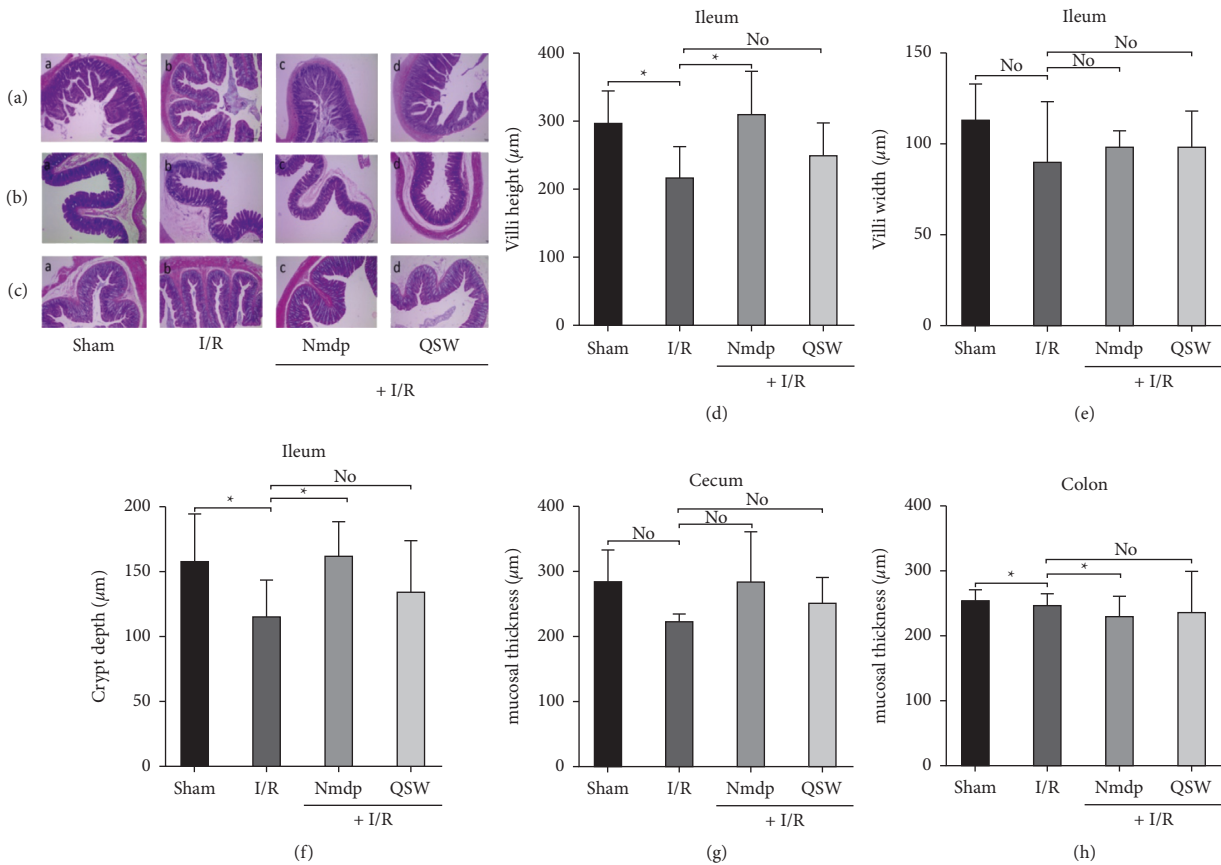 (a)
a
b
c
d
(b)
a
b
c
d
(c)
a
b
c
d
Sham
I/R
Nmdp
QSW
+ I/R
Ileum
Villi height (μm)
400
300
200
100
0
*
*
No
Sham
I/R
Nmdp
QSW
+ I/R
(d)
Ileum
Villi width (μm)
150
100
50
0
No
No
No
Sham
I/R
Nmdp
QSW
+ I/R
(e)
Ileum
Crypt depth (μm)
200
150
100
50
0
*
*
No
Sham
I/R
Nmdp
QSW
+ I/R
(f)
Cecum
mucosal thickness (μm)
400
300
200
100
0
No
No
No
Sham
I/R
Nmdp
QSW
+ I/R
(g)
Colon
mucosal thickness (μm)
400
300
200
100
0
*
*
No
Sham
I/R
Nmdp
QSW
+ I/R
(h)